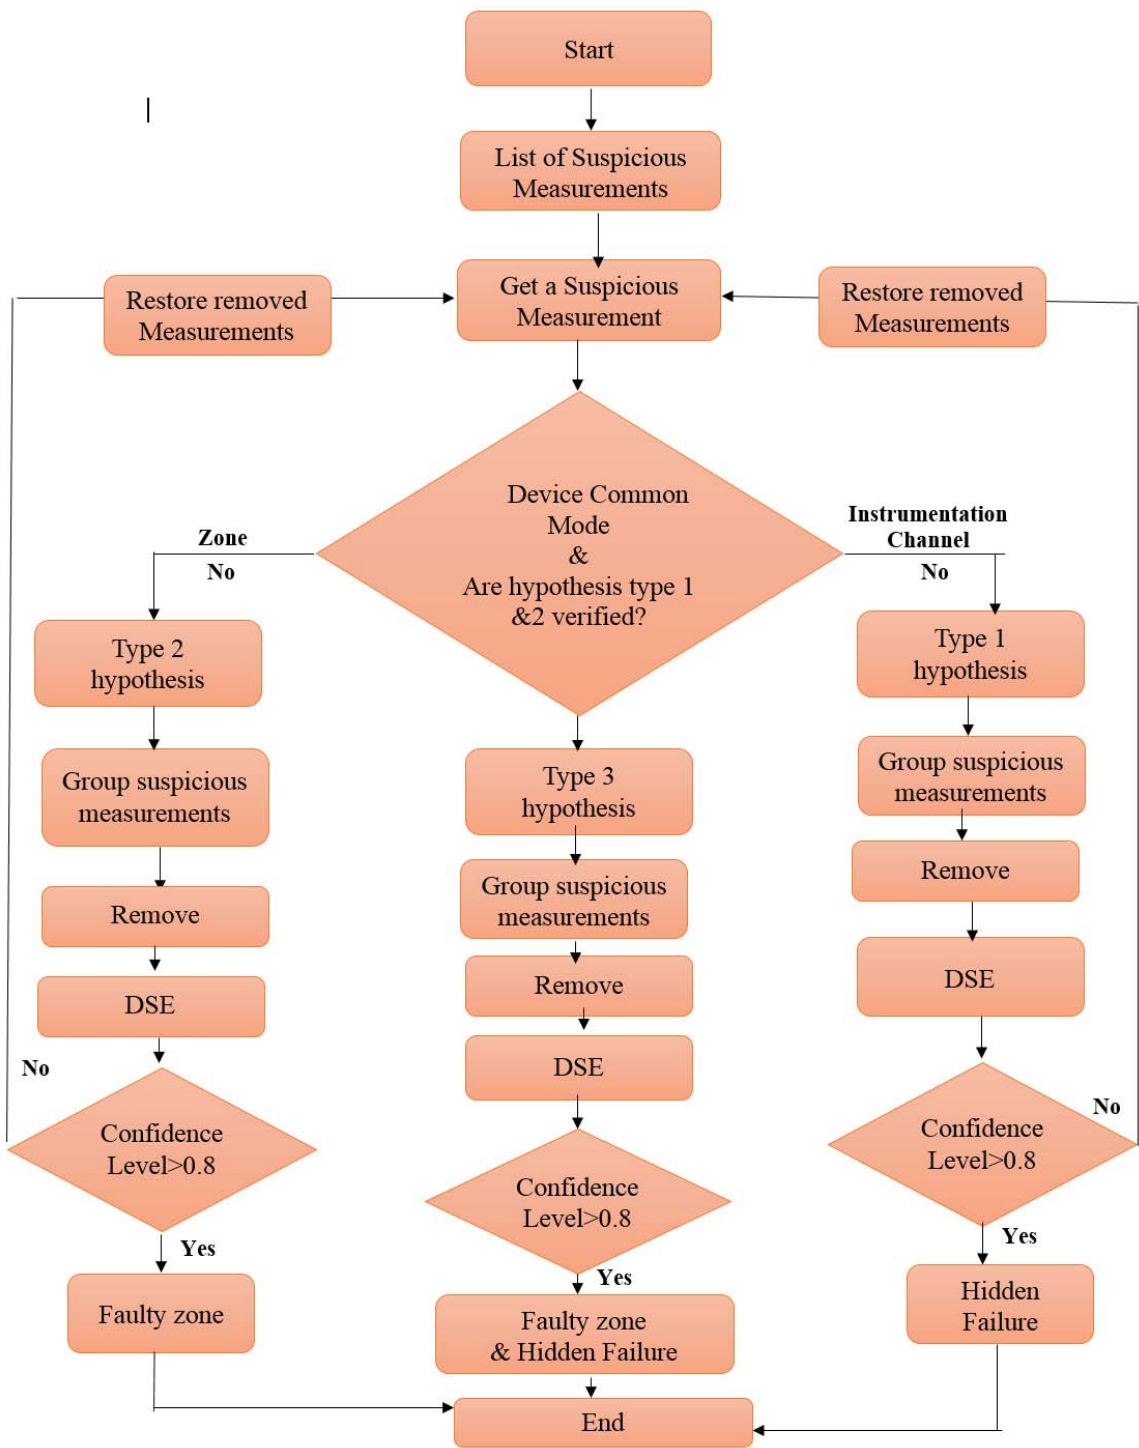 Start
List of Suspicious
Measurements
Restore removed
Measurements
Get a Suspicious
Measurement
Restore removed
Measurements
Device Common
Mode
&
Are hypothesis type 1
&2 verified?
Zone
No
Instrumentation
Channel
No
Type 2
hypothesis
Group suspicious
measurements
Remove
DSE
No
Confidence
Level>0.8
Yes
Faulty zone
Type 3
hypothesis
Group suspicious
measurements
Remove
DSE
Confidence
Level>0.8
Yes
Faulty zone
& Hidden Failure
Type 1
hypothesis
Group suspicious
measurements
Remove
DSE
No
Confidence
Level>0.8
Yes
Hidden
Failure
End